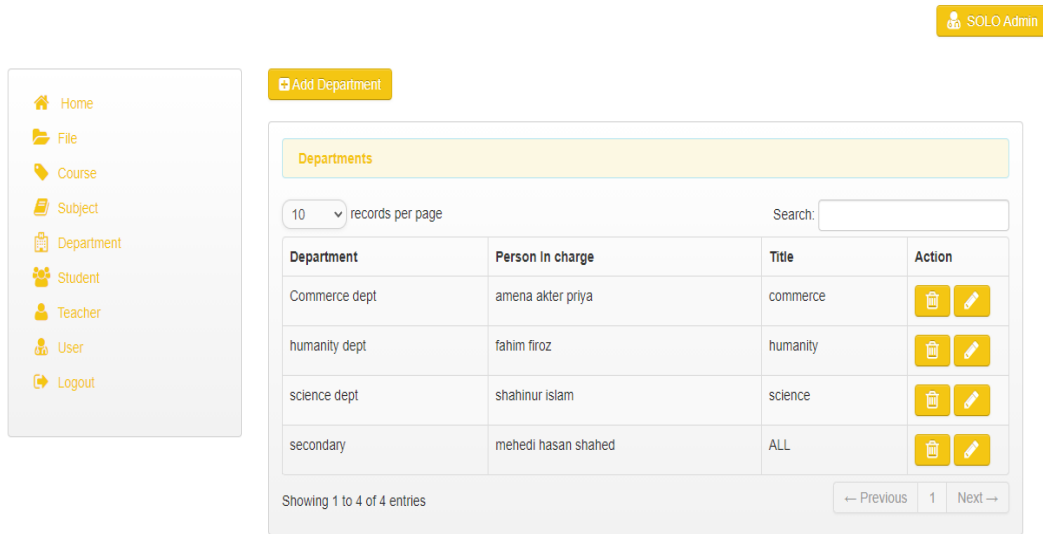 SOLO Admin
Home
File
Course
Subject
Department
Student
Teacher
User
Logout
Add Department
Departments
10 records per page Search:
Department Person In charge Title Action
Commerce dept amena akter priya commerce
humanity dept fahim firoz humanity
science dept shahinur islam science
secondary mehedi hasan shahed ALL
Showing 1 to 4 of 4 entries ← Previous 1 Next →